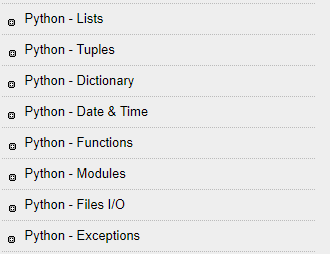 Python - Lists
Python - Tuples
Python - Dictionary
Python - Date & Time
Python - Functions
Python - Modules
Python - Files I/O
Python - Exceptions